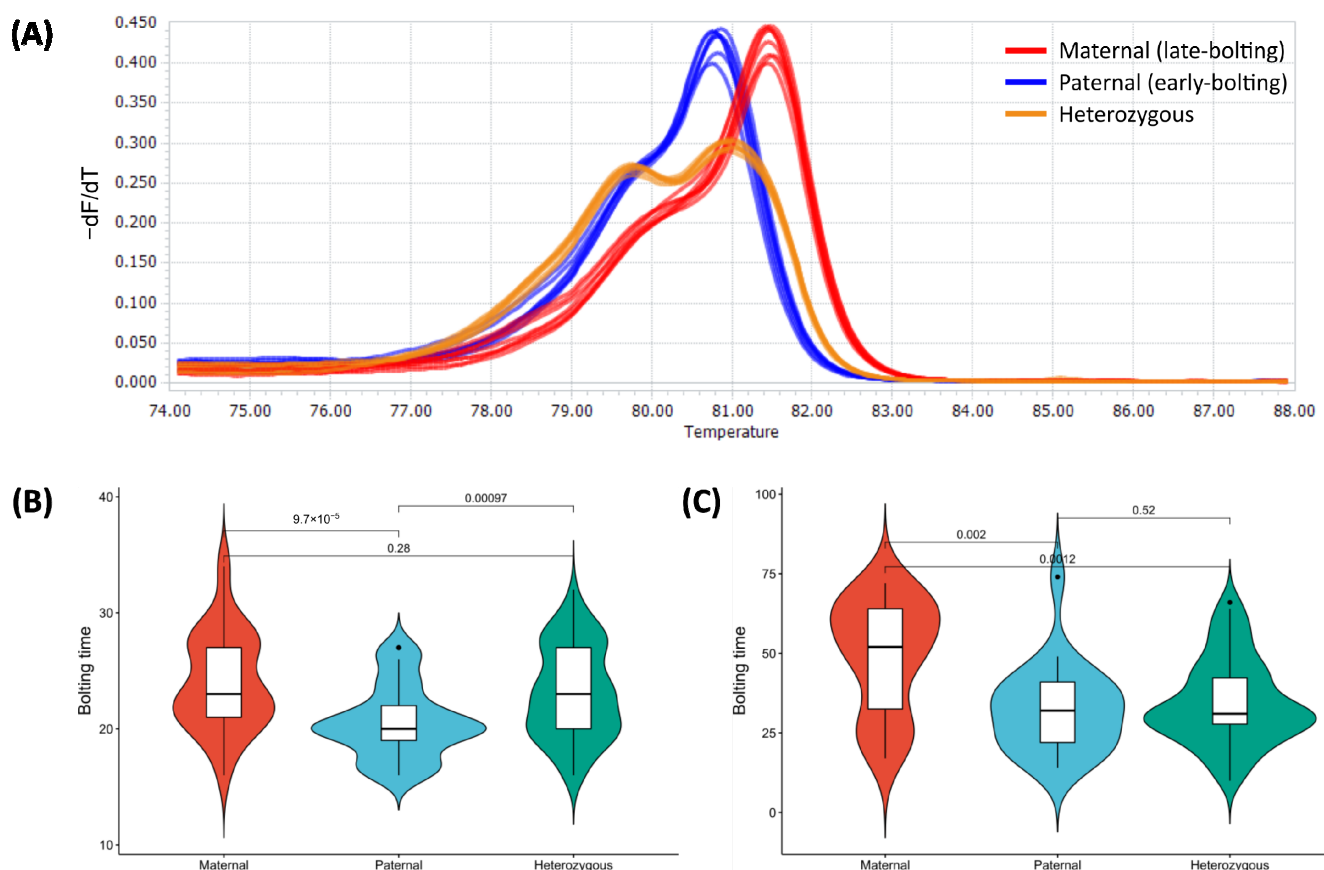 (A)
0.450
0.400
0.350
0.300
0.250
0.200
0.150
0.100
0.050
0.000
−dF/dT
Maternal (late-bolting)
Paternal (early-bolting)
Heterozygous
74.00 75.00 76.00 77.00 78.00 79.00 80.00 81.00 82.00 83.00 84.00 85.00 86.00 87.00 88.00
Temperature
(B)
40
30
20
10
Bolting time
0.00097
9.7×10⁻⁵
0.28
Maternal Paternal Heterozygous
(C)
100
75
50
25
0
Bolting time
0.52
0.002
0.0012
Maternal Paternal Heterozygous